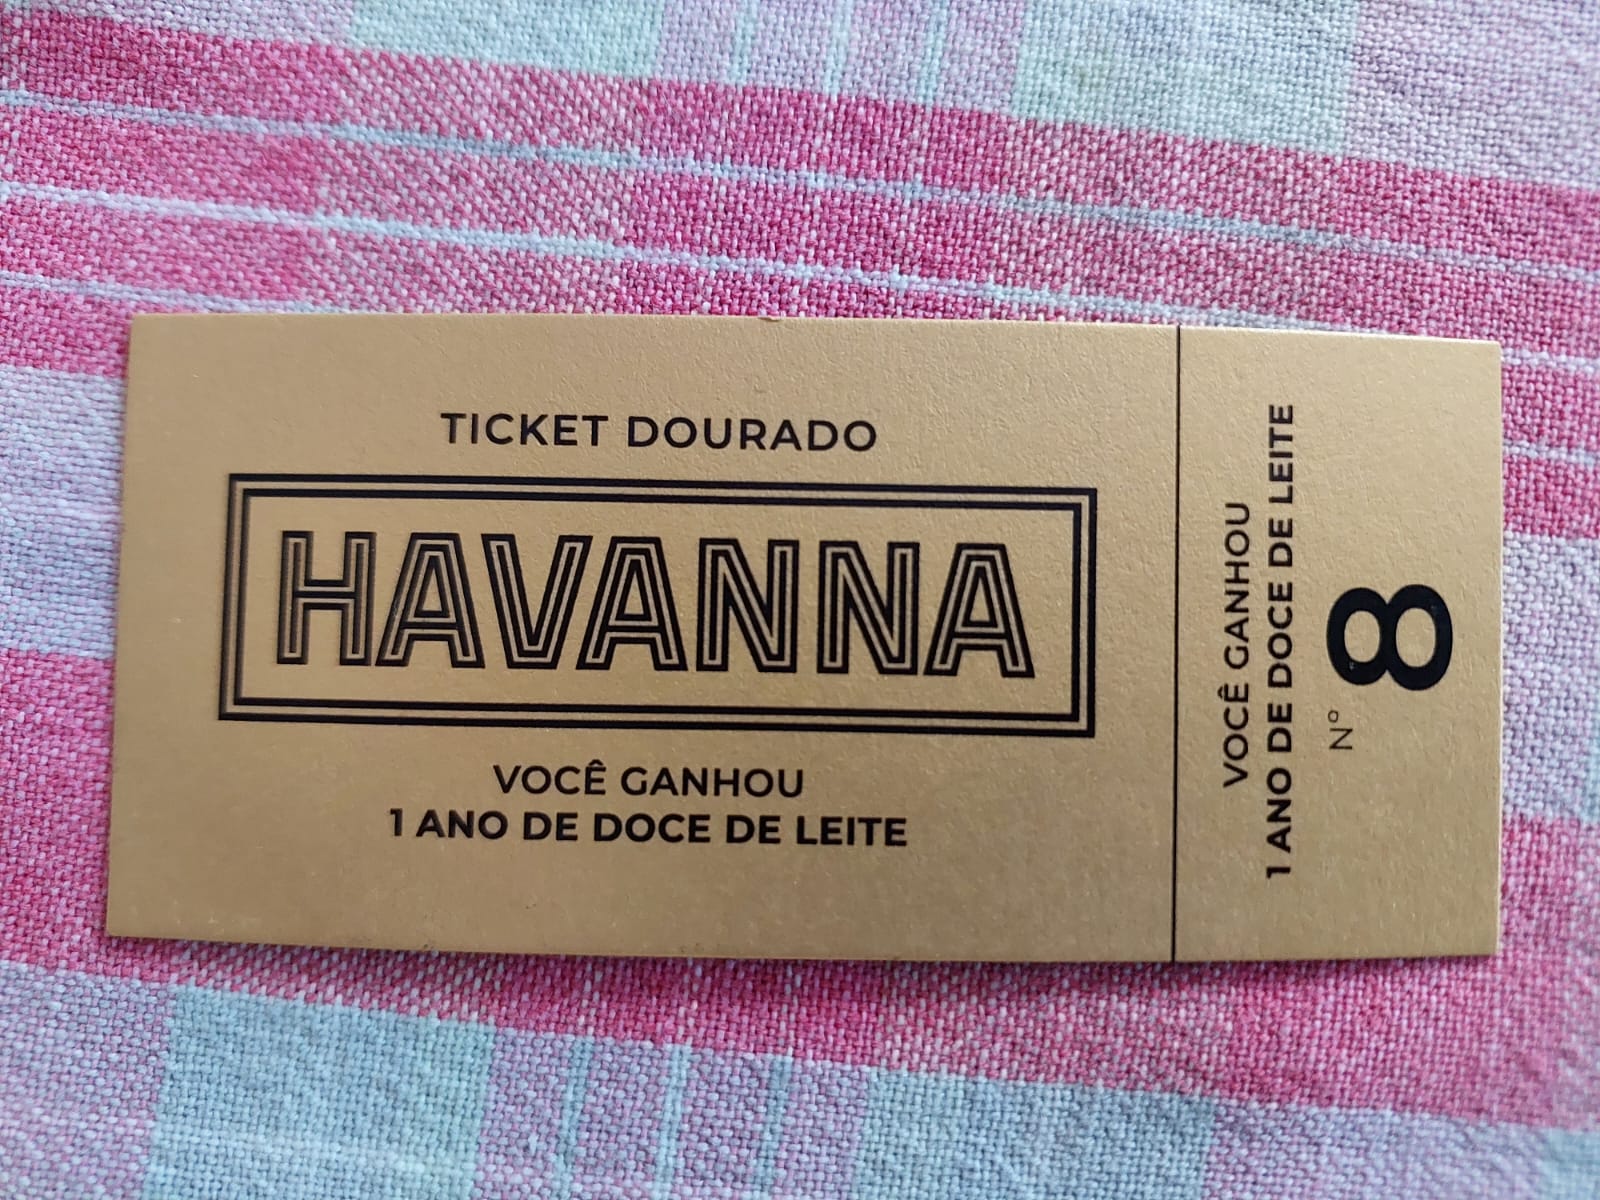 TICKET DOURADO
HAVANNA
VOCÊ GANHOU
1 ANO DE DOCE DE LEITE
VOCÊ GANHOU
1 ANO DE DOCE DE LEITE
Nº 8